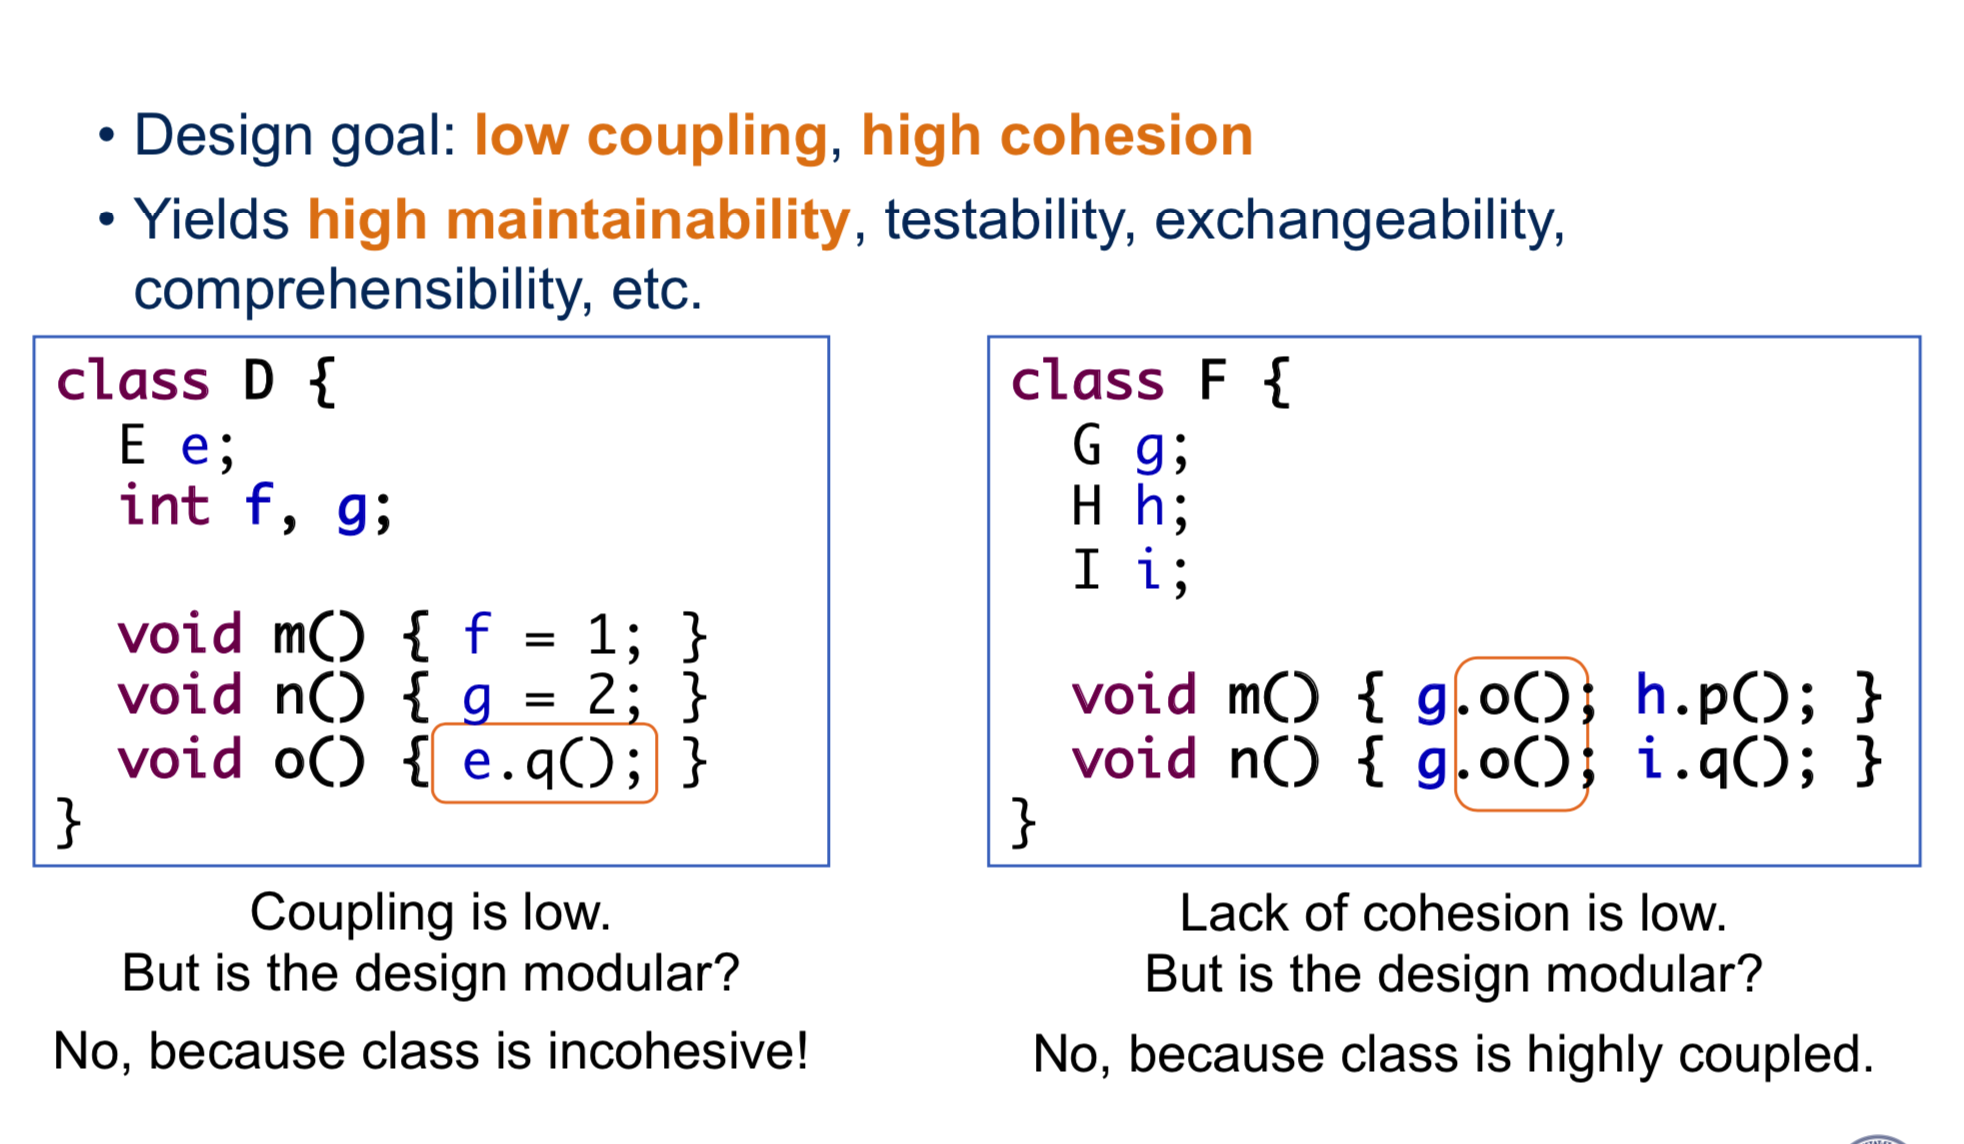 • Design goal: low coupling, high cohesion
• Yields high maintainability, testability, exchangeability,
comprehensibility, etc.
class D {
E e;
int f, g;
void m() { f = 1; }
void n() { g = 2; }
void o() { e.q(); }
}
Coupling is low.
But is the design modular?
No, because class is incohesive!
class F {
G g;
H h;
I i;
void m() { g.o(); h.p(); }
void n() { g.o(); i.q(); }
}
Lack of cohesion is low.
But is the design modular?
No, because class is highly coupled.